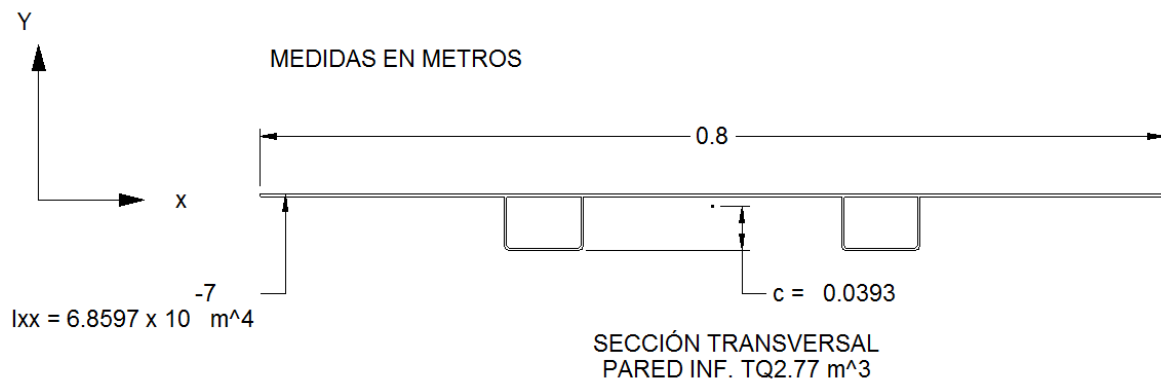 Y
MEDIDAS EN METROS
0.8
x
-7
Ixx = 6.8597 x 10 m^4
c = 0.0393
SECCIÓN TRANSVERSAL
PARED INF. TQ2.77 m^3